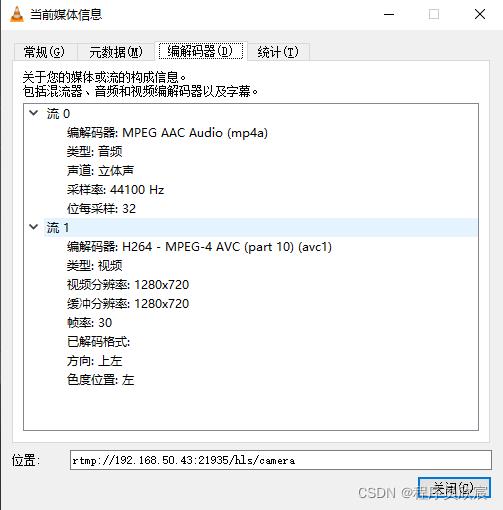 当前媒体信息
常规(G) 元数据(M) 编解码器(D) 统计(T)
关于您的媒体或流的构成信息。
包括混流器、音频和视频编解码器以及字幕。
流 0
编解码器: MPEG AAC Audio (mp4a)
类型: 音频
声道: 立体声
采样率: 44100 Hz
位每采样: 32
流 1
编解码器: H264 - MPEG-4 AVC (part 10) (avc1)
类型: 视频
视频分辨率: 1280x720
缓冲分辨率: 1280x720
帧率: 30
已解码格式:
方向: 上左
色度位置: 左
位置: rtmp://192.168.50.43:21935/hls/camera
关闭(C)
CSDN @程序员欣宸